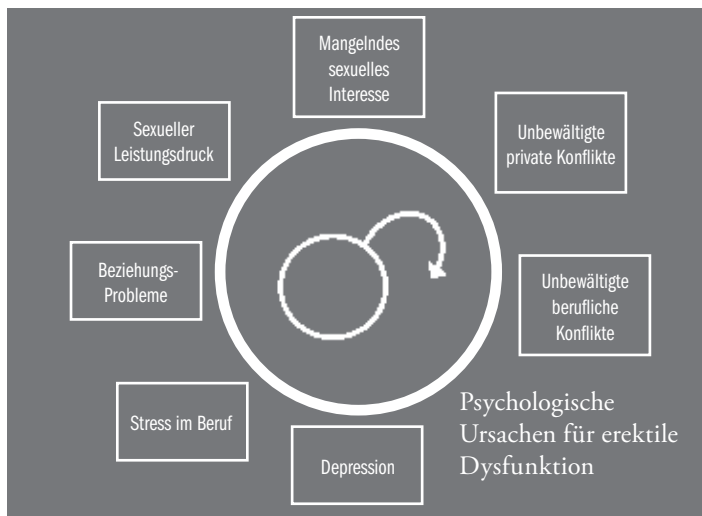 Mangelndes
sexuelles
Interesse
Sexueller
Leistungsdruck
Unbewältigte
private Konflikte
Beziehungs-
Probleme
Unbewältigte
berufliche
Konflikte
Stress im Beruf
Depression
Psychologische
Ursachen für erektile
Dysfunktion